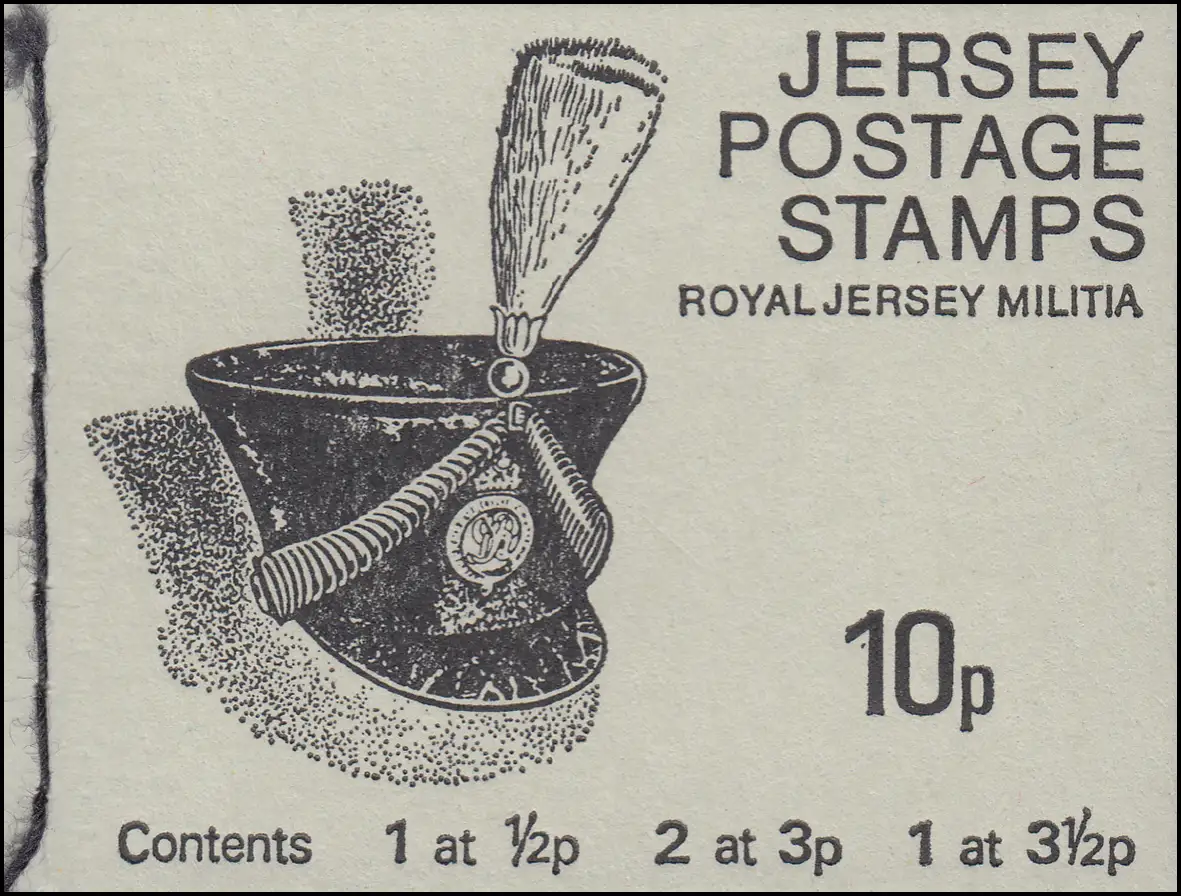 JERSEY
POSTAGE
STAMPS
ROYAL JERSEY MILITIA
10p
Contents 1 at ½p 2 at 3p 1 at 3½p